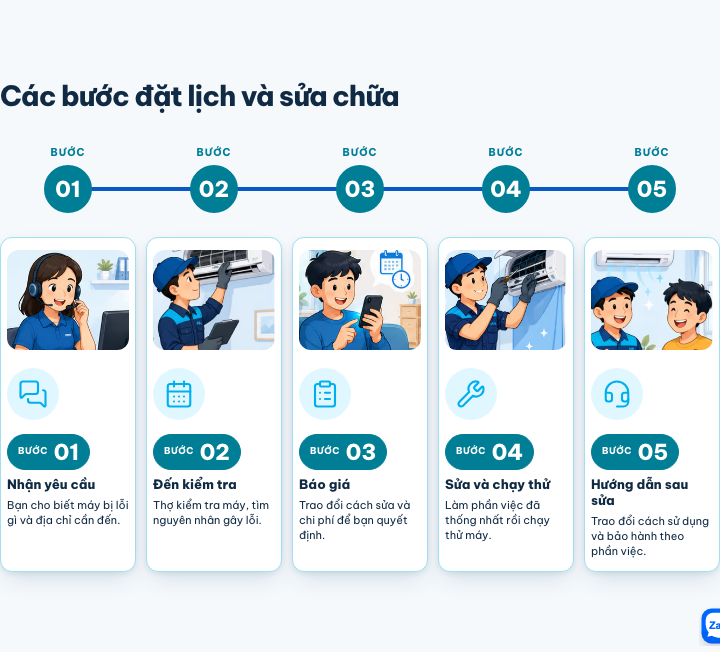 Các bước đặt lịch và sửa chữa
BƯỚC
01
BƯỚC
02
BƯỚC
03
BƯỚC
04
BƯỚC
05
BƯỚC 01
Nhận yêu cầu
Bạn cho biết máy bị lỗi
gì và địa chỉ cần đến.
BƯỚC 02
Đến kiểm tra
Thợ kiểm tra máy, tìm
nguyên nhân gây lỗi.
BƯỚC 03
Báo giá
Trao đổi cách sửa và
chi phí để bạn quyết
định.
BƯỚC 04
Sửa và chạy thử
Làm phần việc đã
thống nhất rồi chạy
thử máy.
BƯỚC 05
Hướng dẫn sau
sửa
Trao đổi cách sử dụng
và bảo hành theo
phần việc.
Za